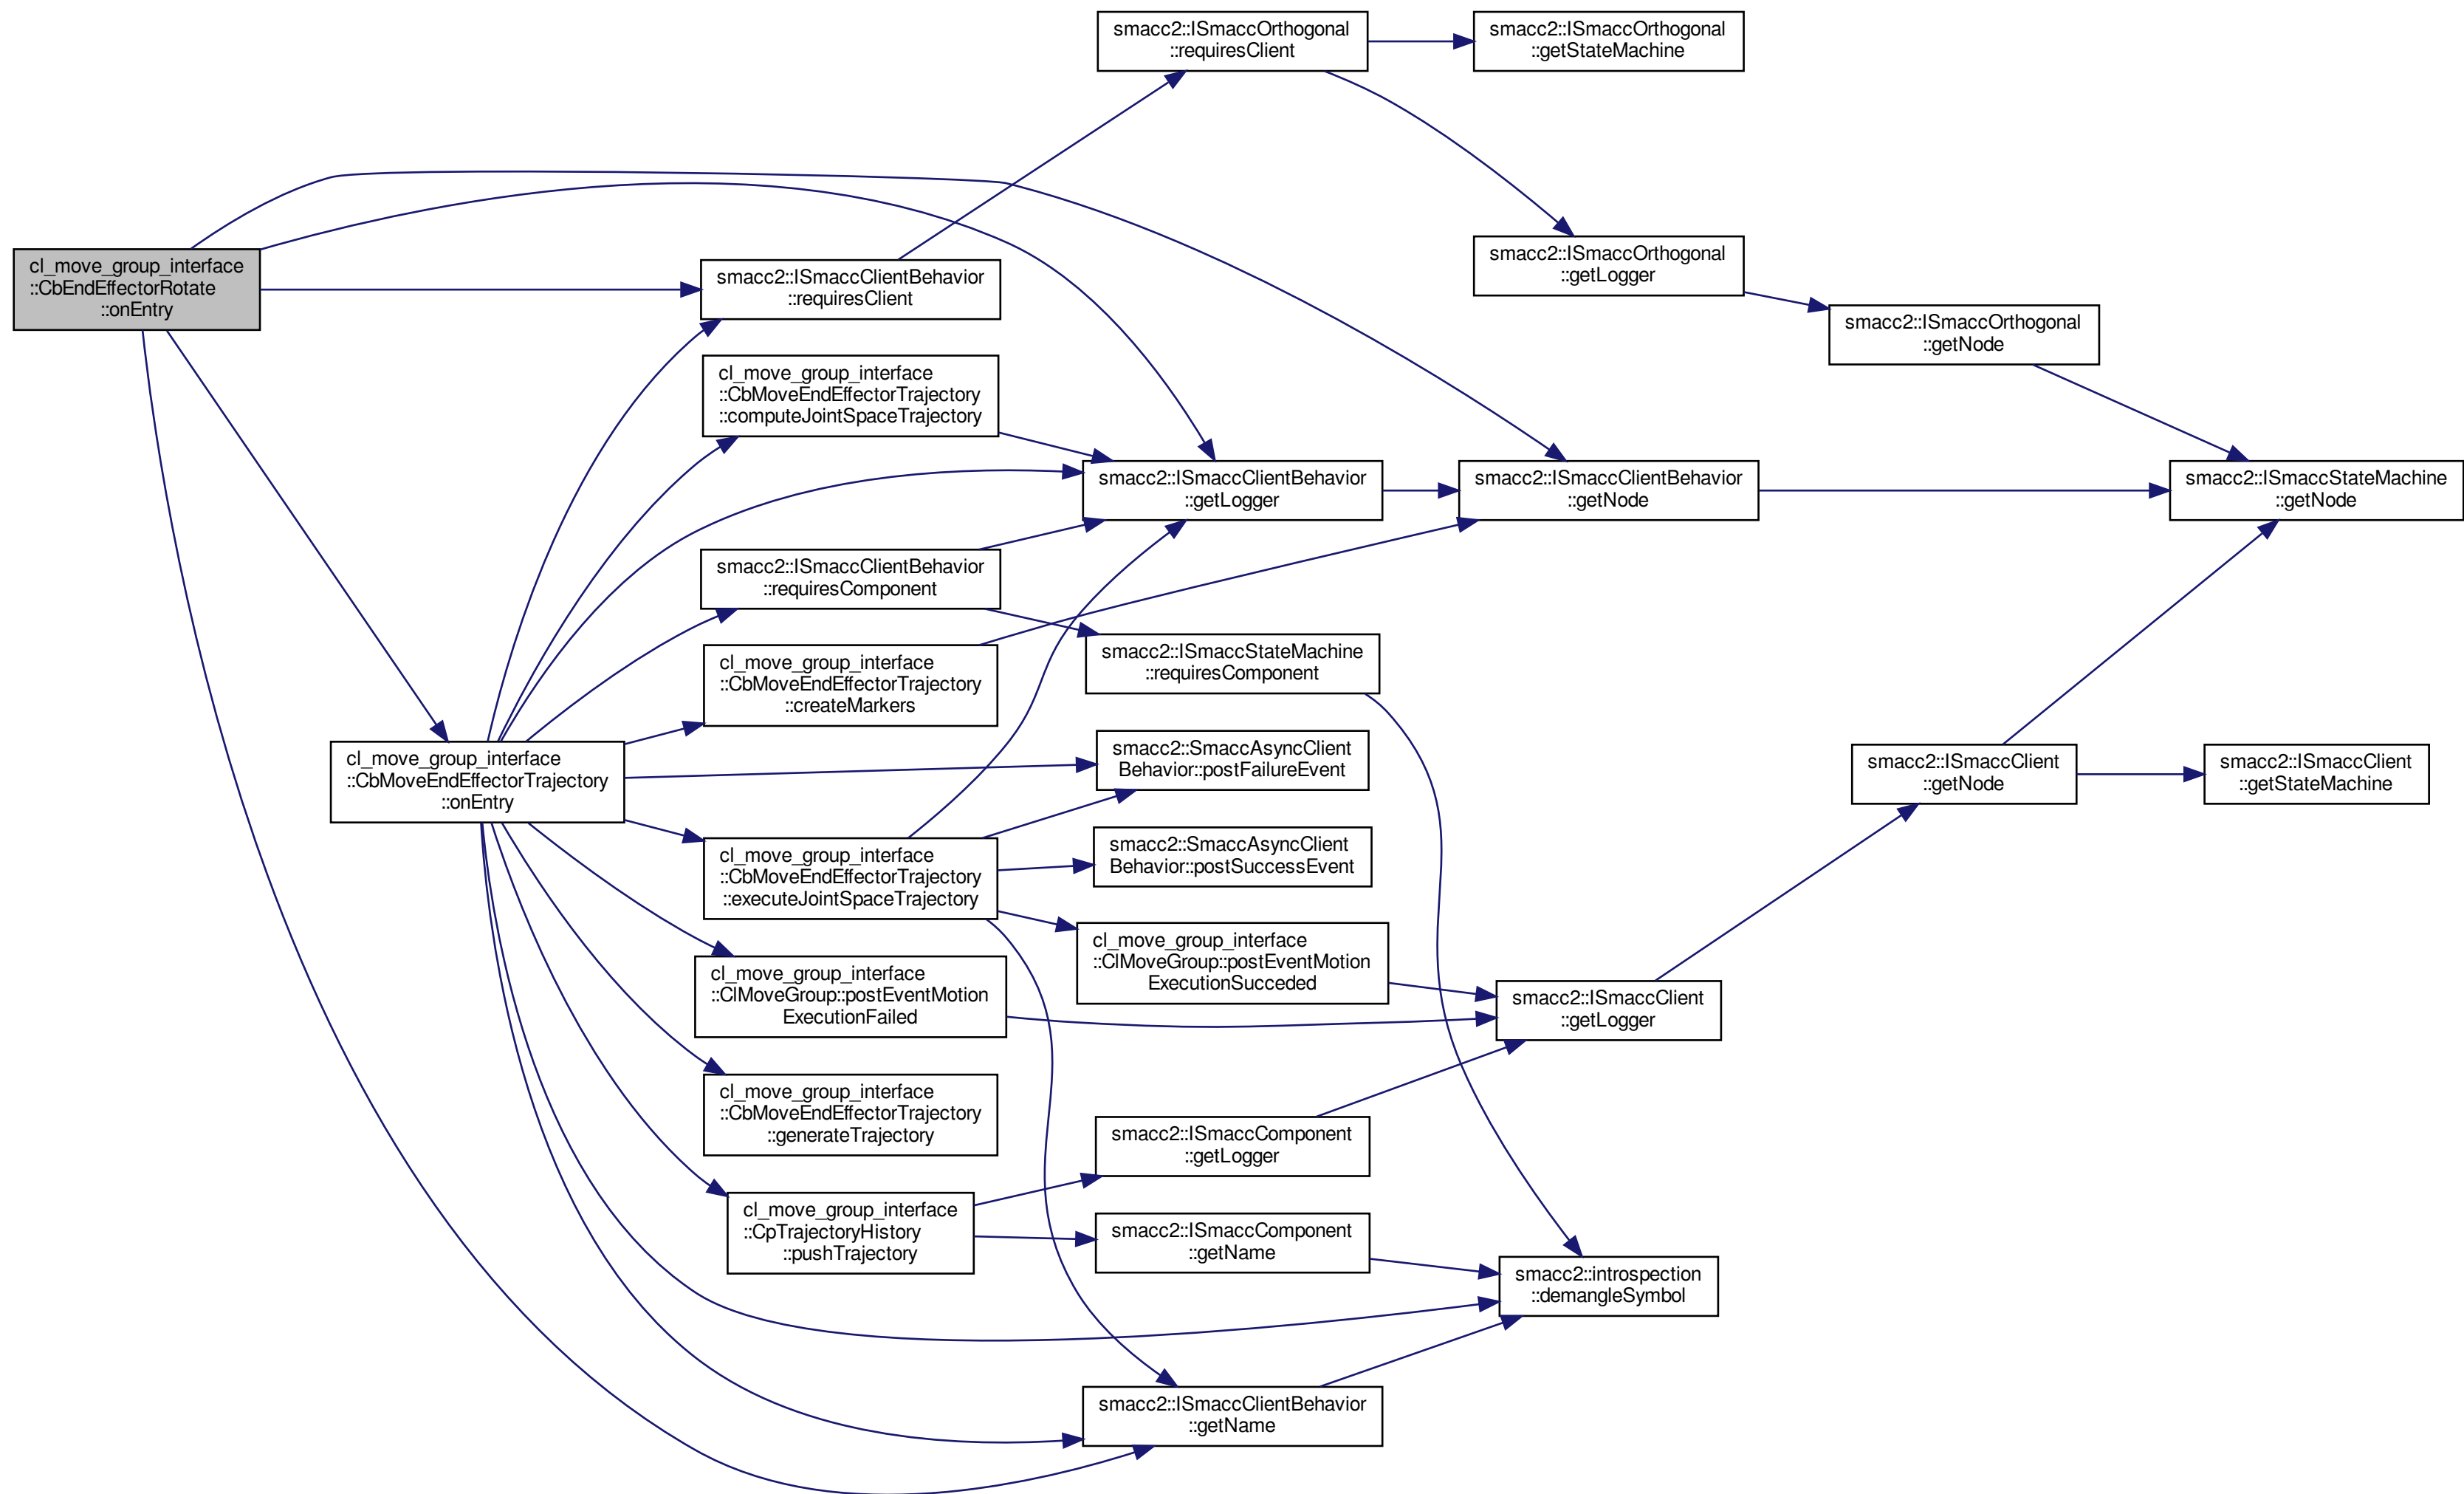 cl_move_group_interface
::CbEndEffectorRotate
::onEntry
cl_move_group_interface
::CbMoveEndEffectorTrajectory
::onEntry
smacc2::ISmaccClientBehavior
::requiresClient
cl_move_group_interface
::CbMoveEndEffectorTrajectory
::computeJointSpaceTrajectory
smacc2::ISmaccClientBehavior
::requiresComponent
cl_move_group_interface
::CbMoveEndEffectorTrajectory
::createMarkers
cl_move_group_interface
::CbMoveEndEffectorTrajectory
::executeJointSpaceTrajectory
cl_move_group_interface
::ClMoveGroup::postEventMotion
ExecutionFailed
cl_move_group_interface
::CbMoveEndEffectorTrajectory
::generateTrajectory
cl_move_group_interface
::CpTrajectoryHistory
::pushTrajectory
smacc2::ISmaccOrthogonal
::requiresClient
smacc2::ISmaccClientBehavior
::getLogger
smacc2::ISmaccStateMachine
::requiresComponent
smacc2::SmaccAsyncClient
Behavior::postFailureEvent
smacc2::SmaccAsyncClient
Behavior::postSuccessEvent
cl_move_group_interface
::ClMoveGroup::postEventMotion
ExecutionSucceded
smacc2::ISmaccComponent
::getLogger
smacc2::ISmaccComponent
::getName
smacc2::ISmaccClientBehavior
::getName
smacc2::ISmaccOrthogonal
::getStateMachine
smacc2::ISmaccOrthogonal
::getLogger
smacc2::ISmaccClientBehavior
::getNode
smacc2::ISmaccClient
::getLogger
smacc2::introspection
::demangleSymbol
smacc2::ISmaccOrthogonal
::getNode
smacc2::ISmaccClient
::getNode
smacc2::ISmaccStateMachine
::getNode
smacc2::ISmaccClient
::getStateMachine